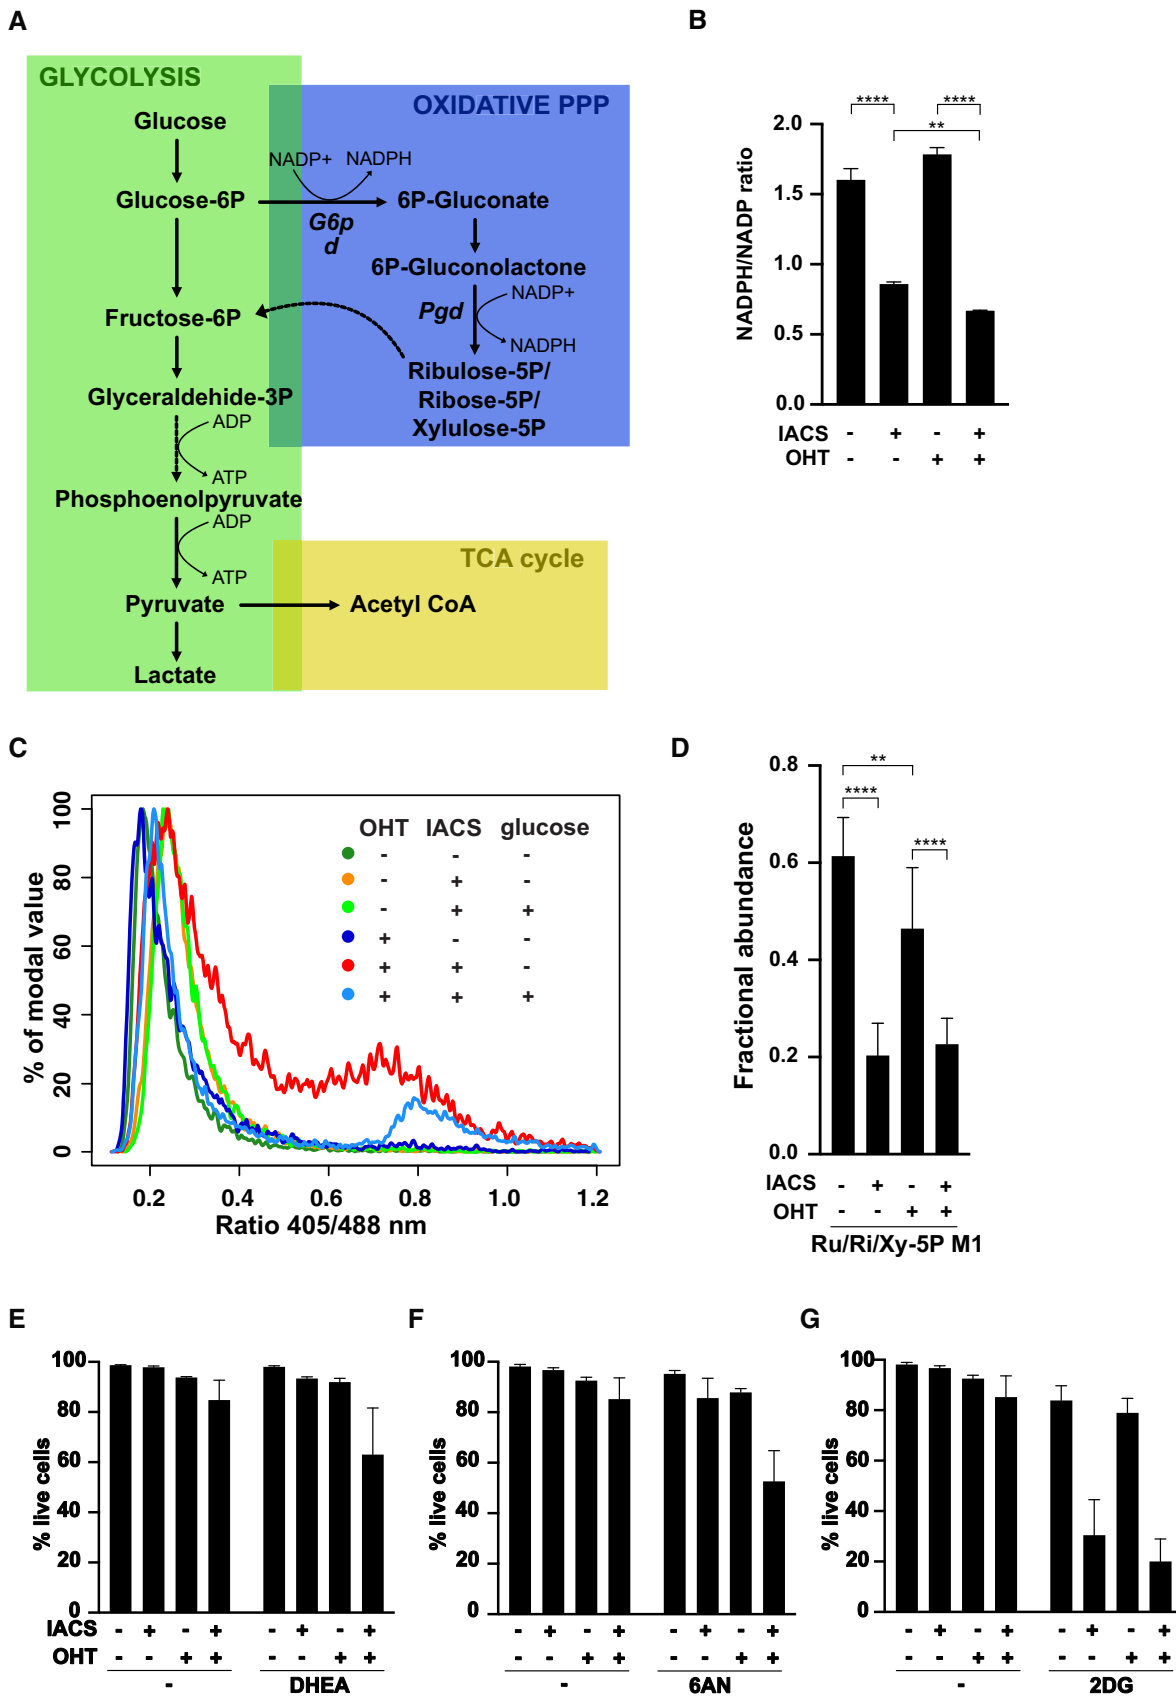 A
GLYCOLYSIS
OXIDATIVE PPP
Glucose
NADP+ NADPH
Glucose-6P
6P-Gluconate
G6p
d
6P-Gluconolactone
NADP+
Pgd
Fructose-6P
NADPH
Ribulose-5P/
Ribose-5P/
Xylulose-5P
Glyceraldehide-3P
ADP
ATP
Phosphoenolpyruvate
ADP
ATP
TCA cycle
Pyruvate
Acetyl CoA
Lactate
B
**** ****
**
NADPH/NADP ratio
2.0
1.5
1.0
0.5
0.0
IACS - + - +
OHT - - + +
C
% of modal value
100
80
60
40
20
0
OHT IACS glucose
- - -
- + -
- + +
+ - -
+ + -
+ + +
0.2 0.4 0.6 0.8 1.0 1.2
Ratio 405/488 nm
D
Fractional abundance
0.8
0.6
0.4
0.2
0.0
**
****
****
IACS - + - +
OHT - - + +
Ru/Ri/Xy-5P M1
E
% live cells
100
80
60
40
20
0
IACS - + - + - + - +
OHT - - + + - - + +
- DHEA
F
% live cells
100
80
60
40
20
0
- + - + - + - +
- - + + - - + +
- 6AN
G
% live cells
100
80
60
40
20
0
- + - + - + - +
- - + + - - + +
- 2DG